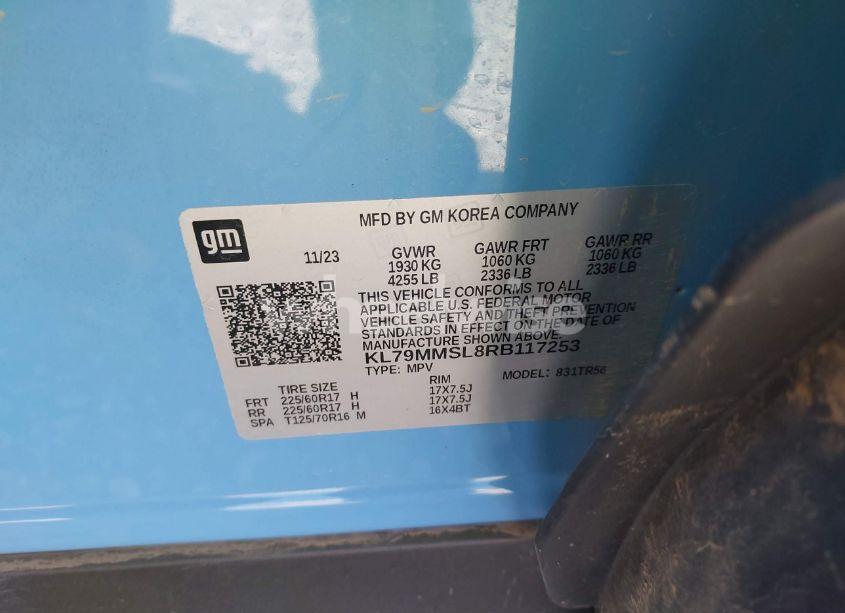 MFD BY GM KOREA COMPANY
gm
11/23 GVWR GAWR FRT GAWR RR
1930 KG 1060 KG 1060 KG
4255 LB 2336 LB 2336 LB
THIS VEHICLE CONFORMS TO ALL
APPLICABLE U.S. FEDERAL MOTOR
VEHICLE SAFETY AND THEFT PREVENTION
STANDARDS IN EFFECT ON THE DATE OF
MANUFACTURE SHOWN ABOVE.
KL79MMSL8RB117253
TYPE: MPV MODEL: 831TR56
TIRE SIZE RIM
FRT 225/60R17 H 17X7.5J
RR 225/60R17 H 17X7.5J
SPA T125/70R16 M 16X4BT